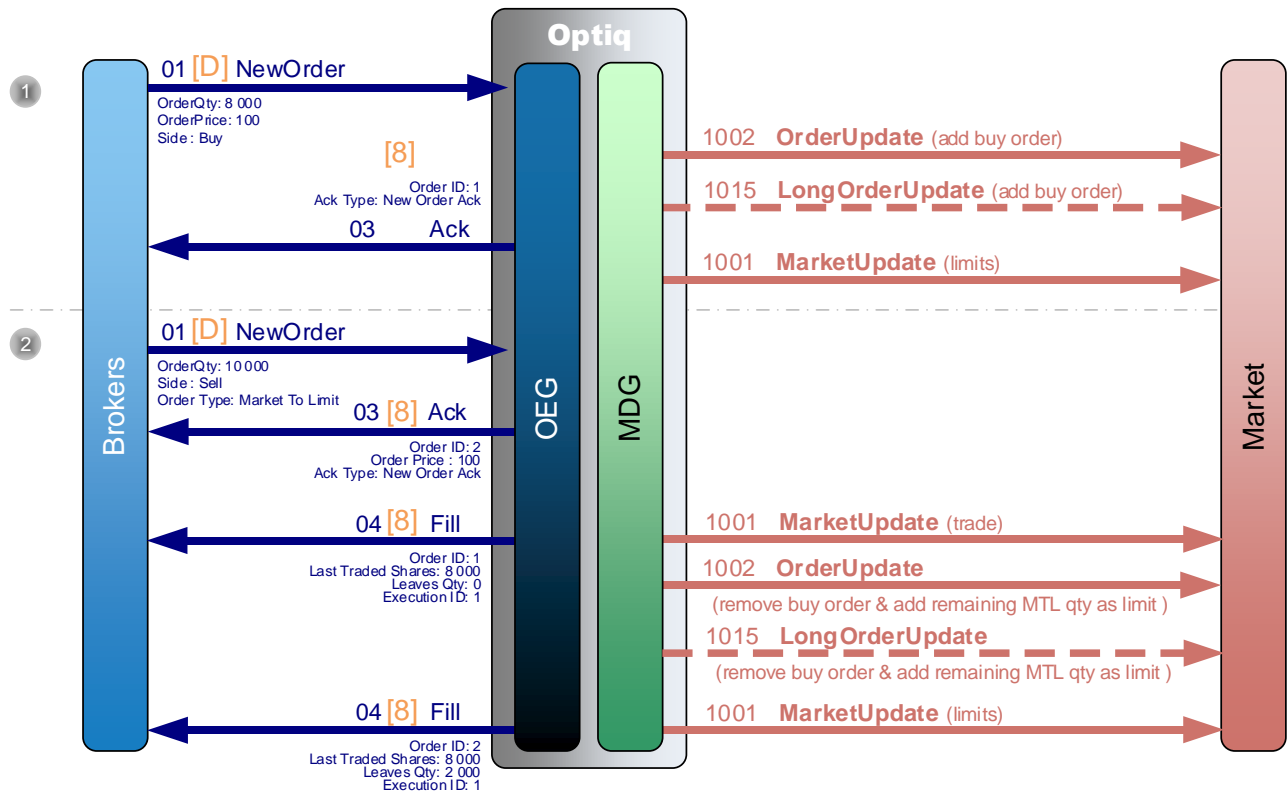 Optiq
1
01 [D] NewOrder
OrderQty: 8 000
OrderPrice: 100
Side : Buy
[8]
Order ID: 1
Ack Type: New Order Ack
03 Ack
1002 OrderUpdate (add buy order)
1015 LongOrderUpdate (add buy order)
1001 MarketUpdate (limits)
2
01 [D] NewOrder
OrderQty: 10 000
Side : Sell
Order Type: Market To Limit
03 [8] Ack
Order ID: 2
Order Price : 100
Ack Type: New Order Ack
04 [8] Fill
Order ID: 1
Last Traded Shares: 8 000
Leaves Qty: 0
Execution ID: 1
04 [8] Fill
Order ID: 2
Last Traded Shares: 8 000
Leaves Qty: 2 000
Execution ID: 1
1001 MarketUpdate (trade)
1002 OrderUpdate
(remove buy order & add remaining MTL qty as limit )
1015 LongOrderUpdate
(remove buy order & add remaining MTL qty as limit )
1001 MarketUpdate (limits)
Brokers
OEG
MDG
Market